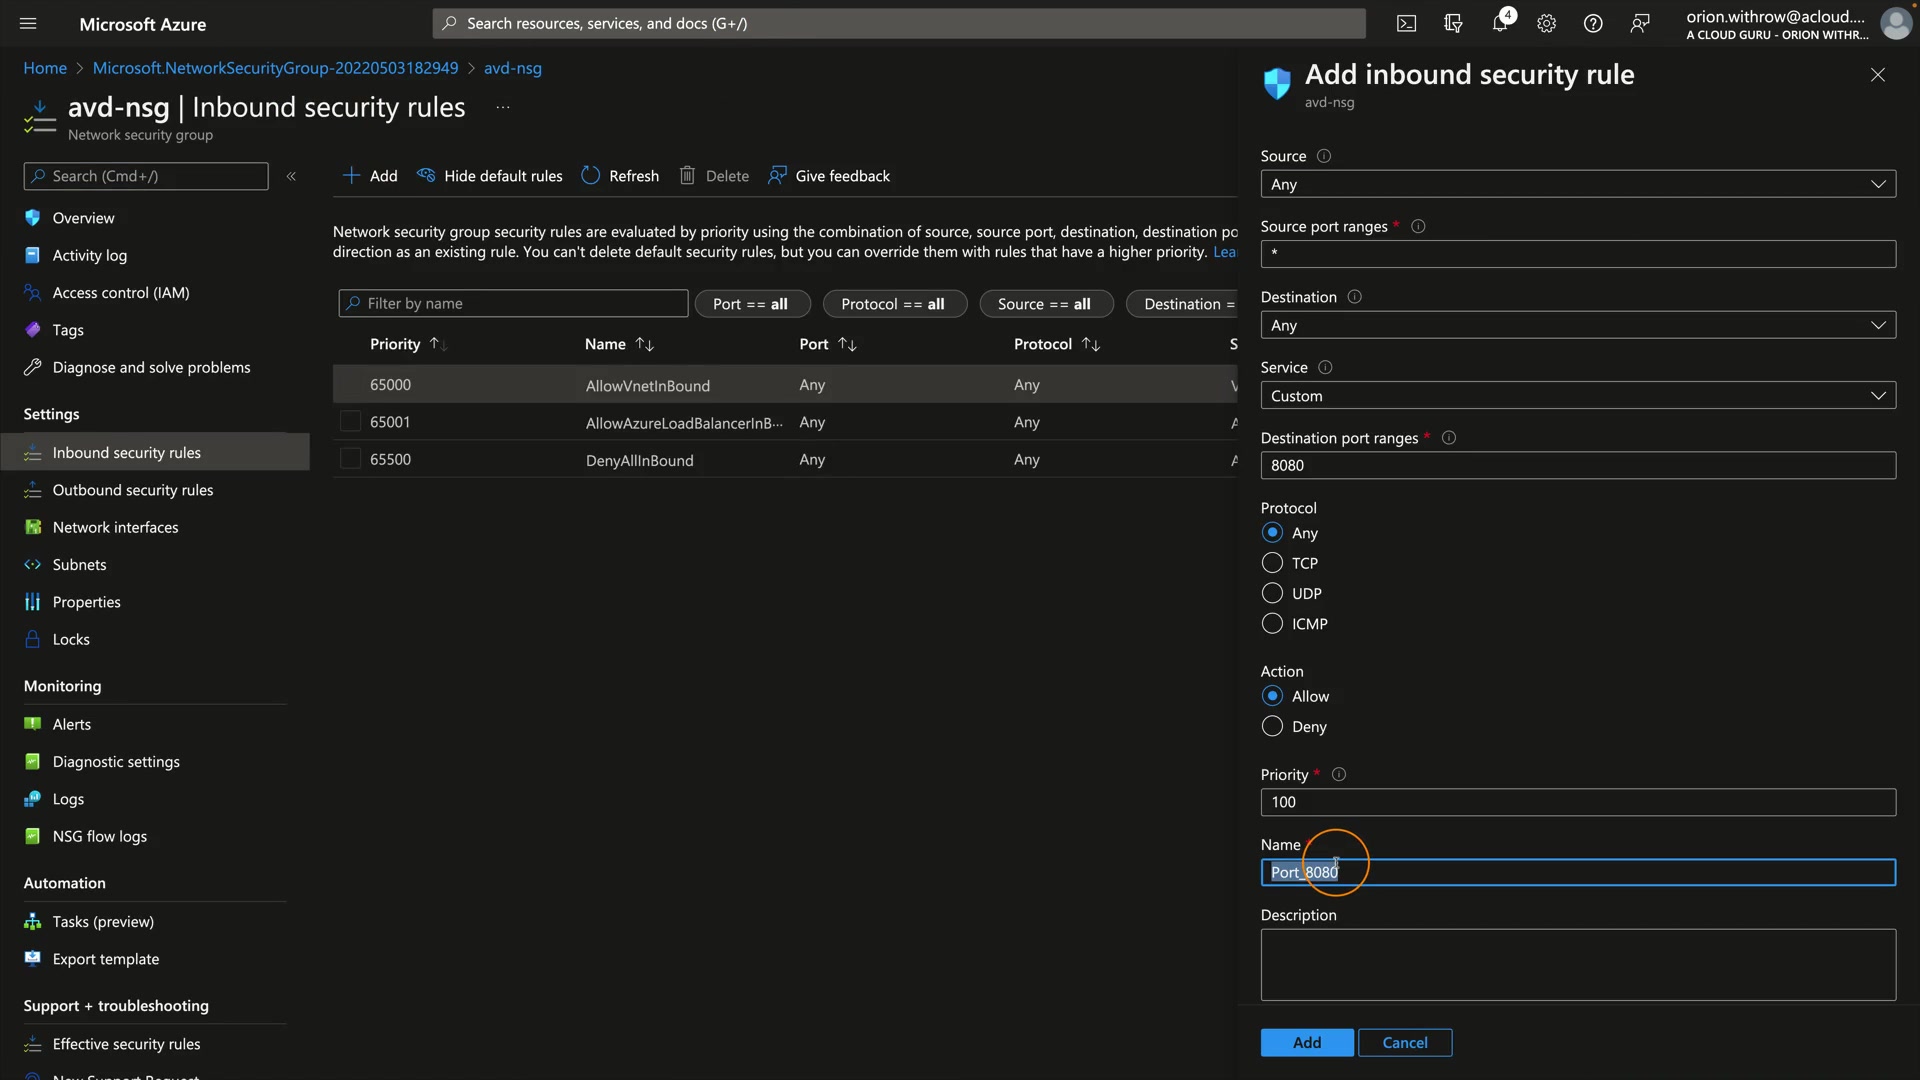 Microsoft Azure
Search resources, services, and docs (G+/)
4
orion.withrow@acloud....
A CLOUD GURU - ORION WITHR...
Home > Microsoft.NetworkSecurityGroup-20220503182949 > avd-nsg
avd-nsg | Inbound security rules ...
Network security group
Search (Cmd+/)
«
Overview
Activity log
Access control (IAM)
Tags
Diagnose and solve problems
Settings
Inbound security rules
Outbound security rules
Network interfaces
Subnets
Properties
Locks
Monitoring
Alerts
Diagnostic settings
Logs
NSG flow logs
Automation
Tasks (preview)
Export template
Support + troubleshooting
Effective security rules
New Support Request
Add Hide default rules Refresh Delete Give feedback
Network security group security rules are evaluated by priority using the combination of source, source port, destination, destination po
direction as an existing rule. You can't delete default security rules, but you can override them with rules that have a higher priority. Lea
Filter by name Port == all Protocol == all Source == all Destination =
Priority ↑↓ Name ↑↓ Port ↑↓ Protocol ↑↓ S
65000 AllowVnetInBound Any Any V
65001 AllowAzureLoadBalancerInB... Any Any A
65500 DenyAllInBound Any Any A
Add inbound security rule
avd-nsg
Source
Any
Source port ranges *
*
Destination
Any
Service
Custom
Destination port ranges *
8080
Protocol
Any
TCP
UDP
ICMP
Action
Allow
Deny
Priority *
100
Name *
Port_8080
Description
Add Cancel